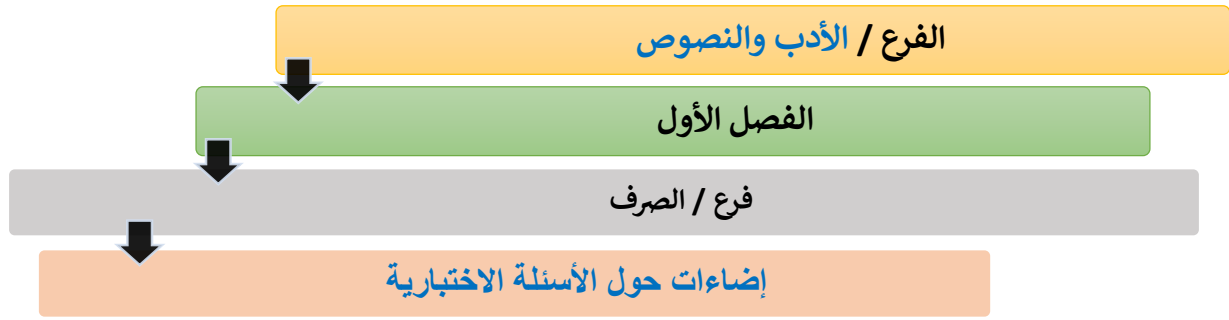 الفرع / الأدب والنصوص
الفصل الأول
فرع / الصرف
إضاءات حول الأسئلة الاختبارية